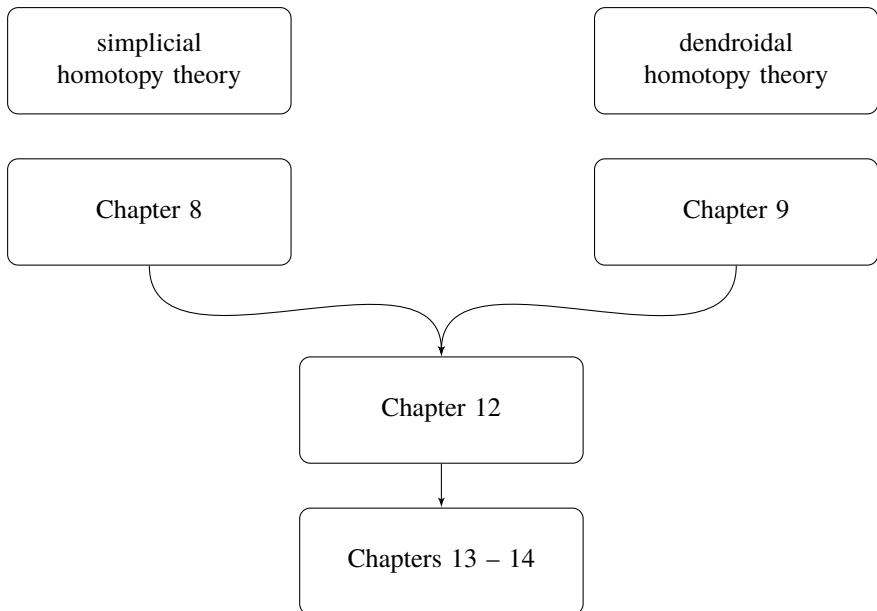 simplicial
homotopy theory
dendroidal
homotopy theory
Chapter 8
Chapter 9
Chapter 12
Chapters 13 – 14